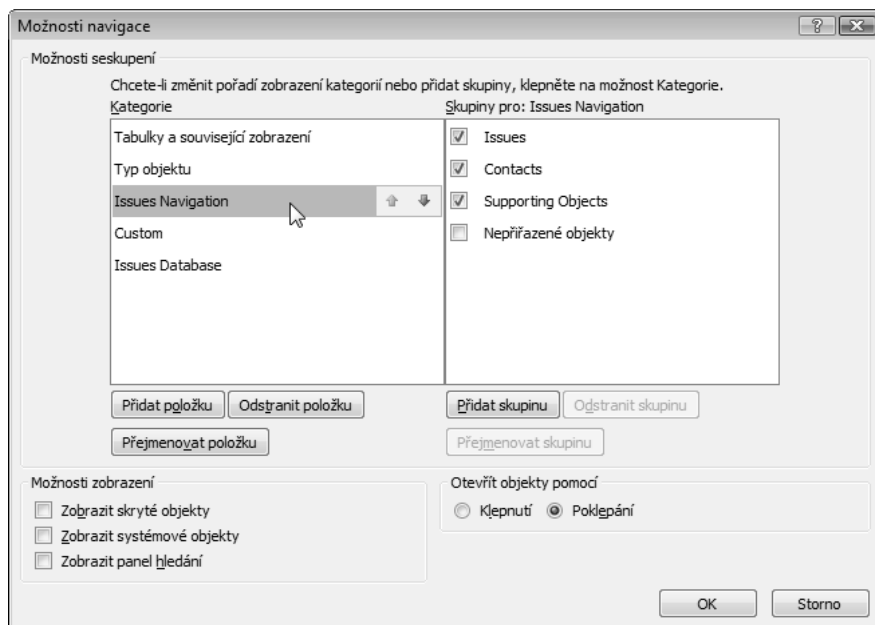 Možnosti navigace
Možnosti seskupení
Chcete-li změnit pořadí zobrazení kategorií nebo přidat skupiny, klepněte na možnost Kategorie.
Kategorie
Skupiny pro: Issues Navigation
Tabulky a související zobrazení
Typ objektu
Issues Navigation
Custom
Issues Database
Issues
Contacts
Supporting Objects
Nepřiřazené objekty
Přidat položku
Odstranit položku
Přidat skupinu
Odstranit skupinu
Přejmenovat položku
Přejmenovat skupinu
Možnosti zobrazení
Zobrazit skryté objekty
Zobrazit systémové objekty
Zobrazit panel hledání
Otevřít objekty pomocí
Klepnutí
Poklepání
OK
Storno